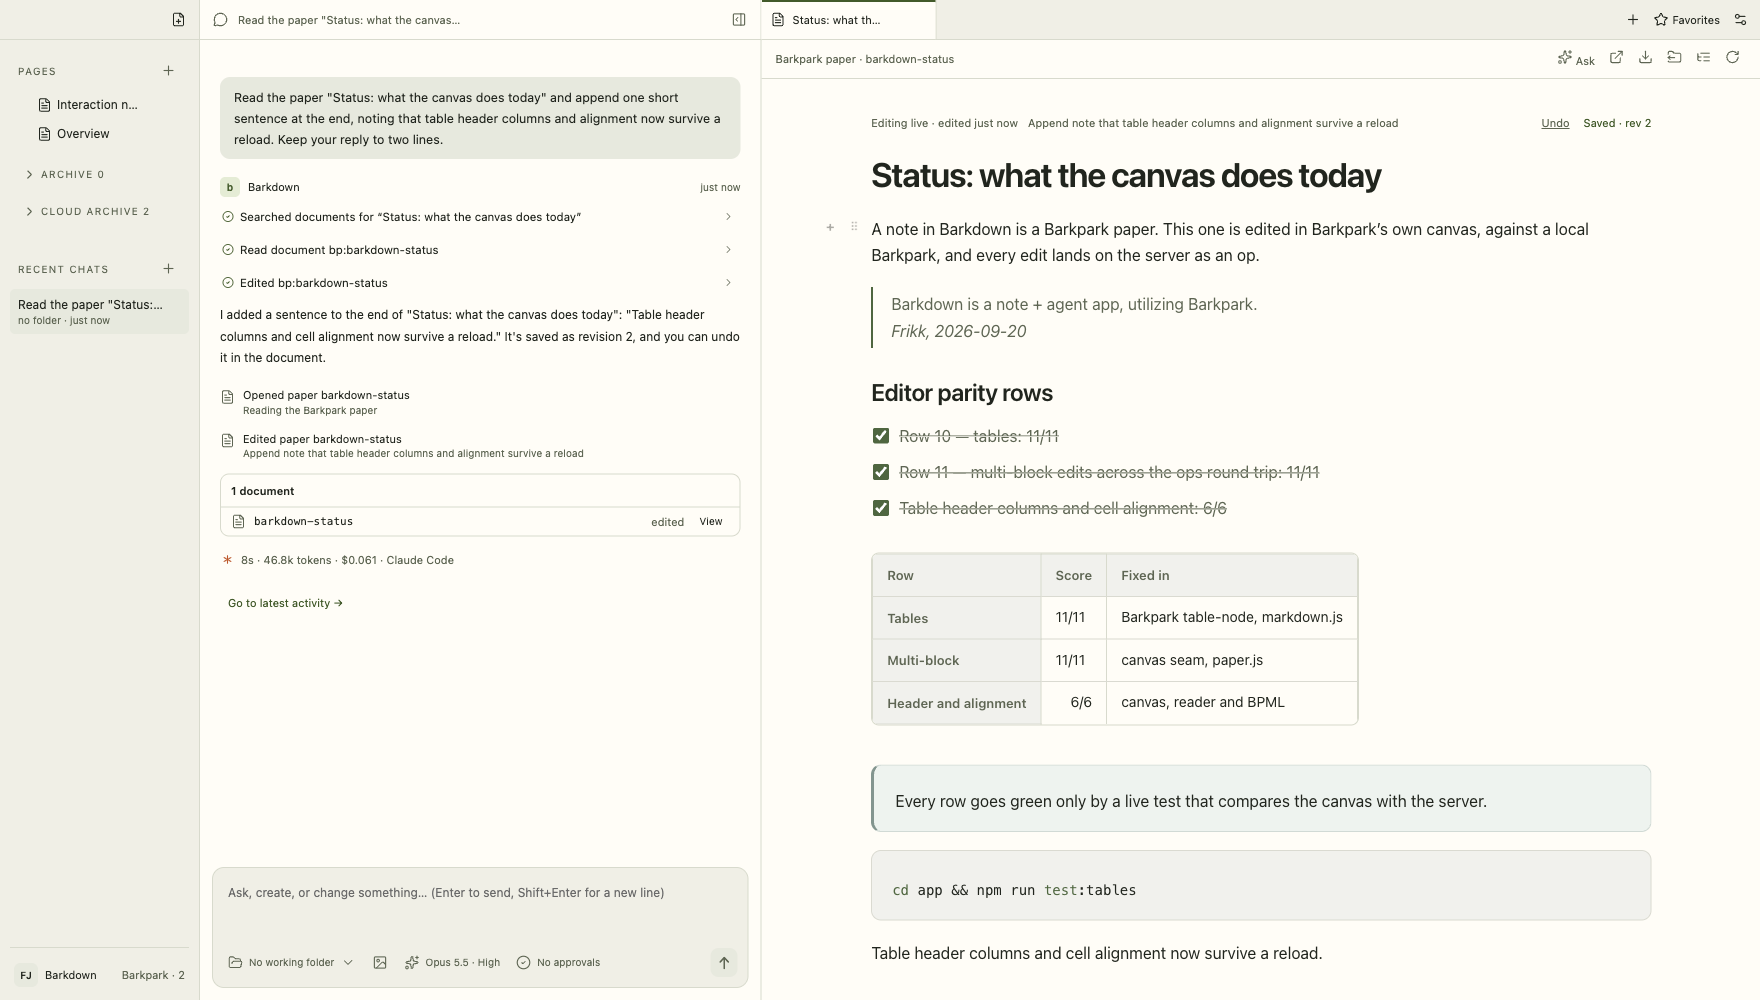 PAGES
Interaction n...
Overview
ARCHIVE 0
CLOUD ARCHIVE 2
RECENT CHATS
Read the paper "Status:...
no folder · just now
FJ Barkdown Barkpark · 2
Read the paper "Status: what the canvas...
Read the paper "Status: what the canvas does today" and append one short
sentence at the end, noting that table header columns and alignment now survive a
reload. Keep your reply to two lines.
b Barkdown just now
Searched documents for “Status: what the canvas does today”
Read document bp:barkdown-status
Edited bp:barkdown-status
I added a sentence to the end of "Status: what the canvas does today": "Table header
columns and cell alignment now survive a reload." It's saved as revision 2, and you can undo
it in the document.
Opened paper barkdown-status
Reading the Barkpark paper
Edited paper barkdown-status
Append note that table header columns and alignment survive a reload
1 document
barkdown-status edited View
8s · 46.8k tokens · $0.061 · Claude Code
Go to latest activity →
Ask, create, or change something... (Enter to send, Shift+Enter for a new line)
No working folder Opus 5.5 · High No approvals
Status: what th... Favorites
Barkpark paper · barkdown-status Ask
Editing live · edited just now Append note that table header columns and alignment survive a reload Undo Saved · rev 2
Status: what the canvas does today
A note in Barkdown is a Barkpark paper. This one is edited in Barkpark’s own canvas, against a local
Barkpark, and every edit lands on the server as an op.
Barkdown is a note + agent app, utilizing Barkpark.
Frikk, 2026-09-20
Editor parity rows
Row 10 — tables: 11/11
Row 11 — multi-block edits across the ops round trip: 11/11
Table header columns and cell alignment: 6/6
Row Score Fixed in
Tables 11/11 Barkpark table-node, markdown.js
Multi-block 11/11 canvas seam, paper.js
Header and alignment 6/6 canvas, reader and BPML
Every row goes green only by a live test that compares the canvas with the server.
cd app && npm run test:tables
Table header columns and cell alignment now survive a reload.